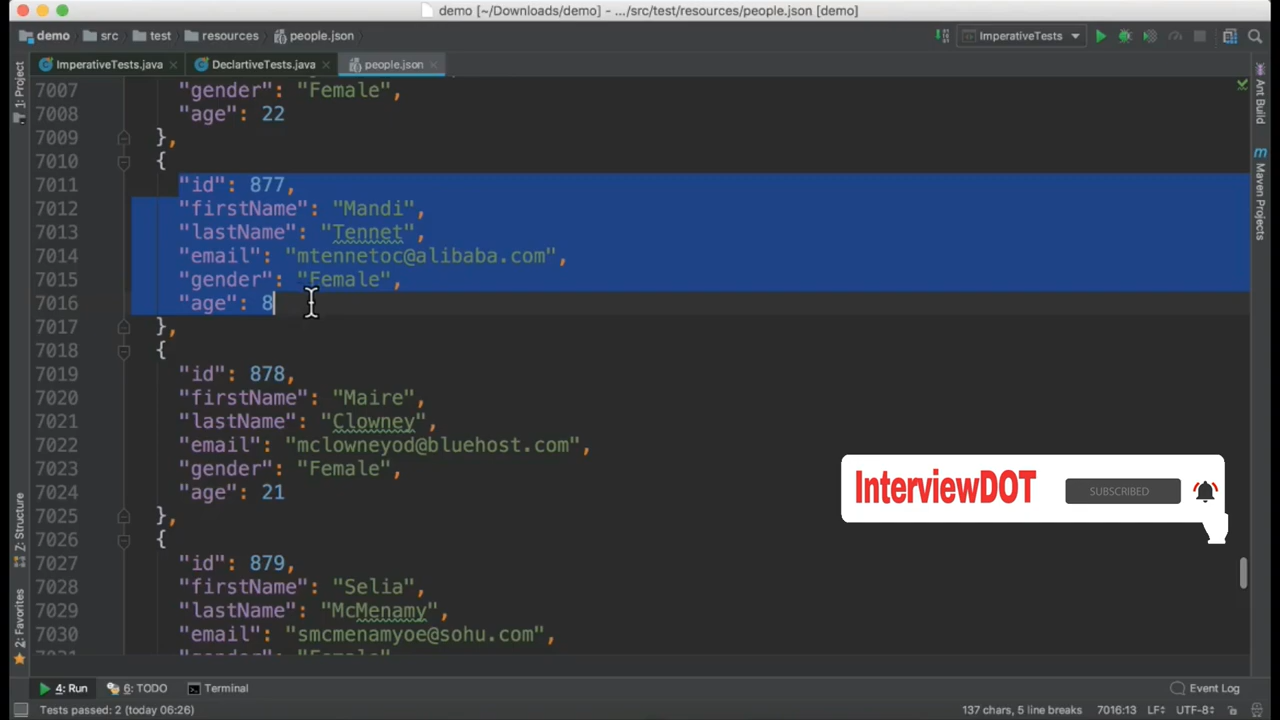 demo [~/Downloads/demo] - .../src/test/resources/people.json [demo]
demo src test resources people.json ImperativeTests
ImperativeTests.java DeclartiveTests.java people.json
1: Project
Ant Build
Maven Projects
Z: Structure
2: Favorites
7007 "gender": "Female",
7008 "age": 22
7009 },
7010 {
7011 "id": 877,
7012 "firstName": "Mandi",
7013 "lastName": "Tennet",
7014 "email": "mtennetoc@alibaba.com",
7015 "gender": "Female",
7016 "age": 8
7017 },
7018 {
7019 "id": 878,
7020 "firstName": "Maire",
7021 "lastName": "Clowney",
7022 "email": "mclowneyod@bluehost.com",
7023 "gender": "Female",
7024 "age": 21
7025 },
7026 {
7027 "id": 879,
7028 "firstName": "Selia",
7029 "lastName": "McMenamy",
7030 "email": "smcmenamyoe@sohu.com",
InterviewDOT SUBSCRIBED
4: Run 6: TODO Terminal Event Log
Tests passed: 2 (today 06:26) 137 chars, 5 line breaks 7016:13 LF÷ UTF-8÷